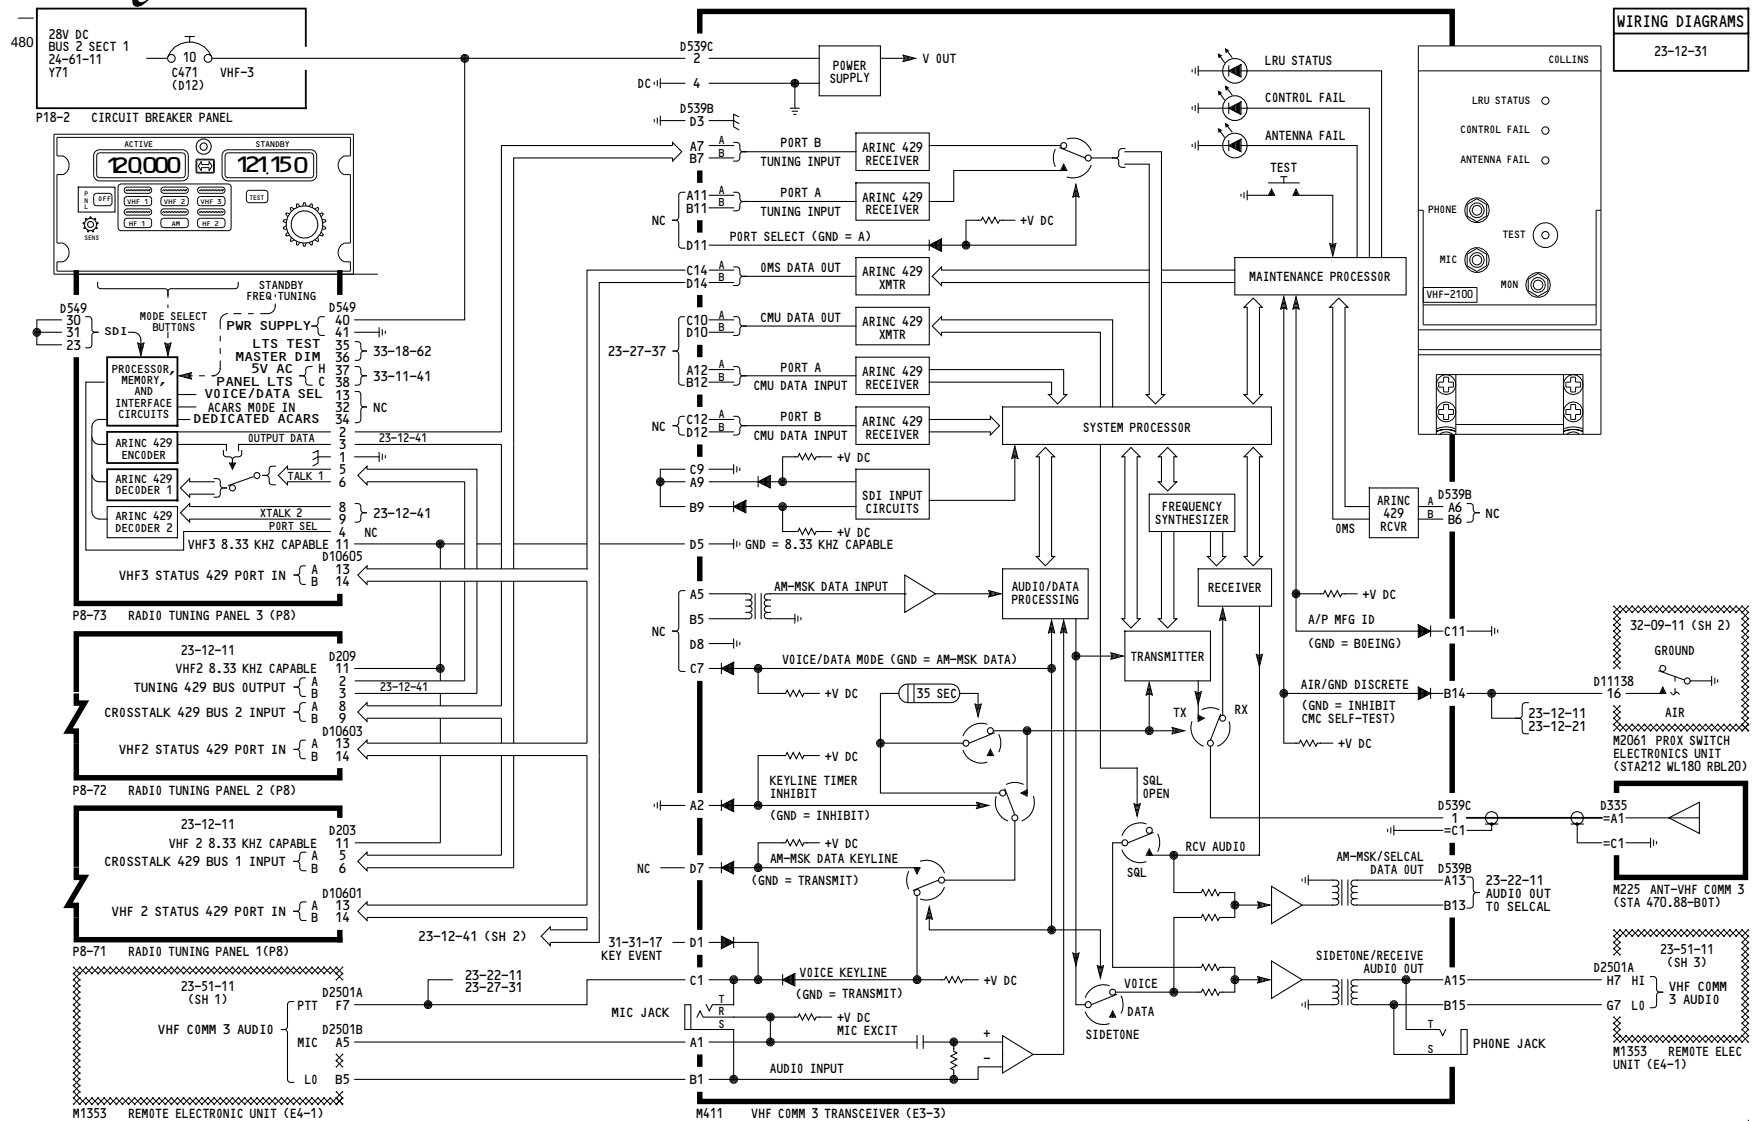 WIRING DIAGRAMS
23-12-31
480
28V DC
BUS 2 SECT 1
24-61-11
Y71
10
C471
(D12)
VHF-3
P18-2 CIRCUIT BREAKER PANEL
ACTIVE
STANDBY
120.000
121.150
PNL
OFF
VHF 1
VHF 2
VHF 3
TEST
HF 1
AM
HF 2
SENS
STANDBY
FREQ TUNING
MODE SELECT
BUTTONS
D549
30
31
23
SDI
D549
PWR SUPPLY
40
41
LTS TEST 35
MASTER DIM 36
33-18-62
5V AC H 37
PANEL LTS C 38
33-11-41
VOICE/DATA SEL 13
ACARS MODE IN 32
DEDICATED ACARS 34
NC
PROCESSOR,
MEMORY,
AND
INTERFACE
CIRCUITS
ARINC 429
ENCODER
OUTPUT DATA
2
3
23-12-41
1
ARINC 429
DECODER 1
TALK 1
5
6
ARINC 429
DECODER 2
XTALK 2
8
9
23-12-41
PORT SEL 4 NC
VHF3 8.33 KHZ CAPABLE 11
D10605
VHF3 STATUS 429 PORT IN A 13
B 14
P8-73 RADIO TUNING PANEL 3 (P8)
23-12-11
D209
VHF2 8.33 KHZ CAPABLE 11
TUNING 429 BUS OUTPUT A 2
B 3
23-12-41
CROSSTALK 429 BUS 2 INPUT A 8
B 9
D10603
VHF2 STATUS 429 PORT IN A 13
B 14
P8-72 RADIO TUNING PANEL 2 (P8)
23-12-11
D203
VHF 2 8.33 KHZ CAPABLE 11
CROSSTALK 429 BUS 1 INPUT A 5
B 6
D10601
VHF 2 STATUS 429 PORT IN A 13
B 14
P8-71 RADIO TUNING PANEL 1(P8)
23-12-41 (SH 2)
23-51-11
(SH 1)
D2501A
PTT F7
23-22-11
23-27-31
VHF COMM 3 AUDIO
D2501B
MIC A5
LO B5
M1353 REMOTE ELECTRONIC UNIT (E4-1)
D539C
2
DC 4
POWER
SUPPLY
V OUT
D539B
D3
A7 A
B7 B
PORT B
TUNING INPUT
ARINC 429
RECEIVER
NC
A11 A
B11 B
PORT A
TUNING INPUT
ARINC 429
RECEIVER
+V DC
D11
PORT SELECT (GND = A)
C14 A
D14 B
OMS DATA OUT
ARINC 429
XMTR
C10 A
D10 B
CMU DATA OUT
ARINC 429
XMTR
23-27-37
A12 A
B12 B
PORT A
CMU DATA INPUT
ARINC 429
RECEIVER
NC
C12 A
D12 B
PORT B
CMU DATA INPUT
ARINC 429
RECEIVER
C9
A9
B9
+V DC
SDI INPUT
CIRCUITS
+V DC
D5
GND = 8.33 KHZ CAPABLE
A5
AM-MSK DATA INPUT
B5
NC
D8
C7
VOICE/DATA MODE (GND = AM-MSK DATA)
+V DC
35 SEC
+V DC
KEYLINE TIMER
INHIBIT
A2
(GND = INHIBIT)
+V DC
AM-MSK DATA KEYLINE
NC D7
(GND = TRANSMIT)
31-31-17
KEY EVENT
D1
C1
VOICE KEYLINE
(GND = TRANSMIT)
+V DC
MIC JACK
T
R
S
+V DC
MIC EXCIT
A1
AUDIO INPUT
B1
+
−
M411 VHF COMM 3 TRANSCEIVER (E3-3)
LRU STATUS
CONTROL FAIL
ANTENNA FAIL
TEST
MAINTENANCE PROCESSOR
SYSTEM PROCESSOR
FREQUENCY
SYNTHESIZER
AUDIO/DATA
PROCESSING
RECEIVER
TRANSMITTER
TX
RX
SQL
OPEN
SQL
RCV AUDIO
VOICE
DATA
SIDETONE
ARINC
429
RCVR
OMS
D539B
A A6
B B6
NC
+V DC
A/P MFG ID
C11
(GND = BOEING)
AIR/GND DISCRETE
B14
(GND = INHIBIT
CMC SELF-TEST)
+V DC
23-12-11
23-12-21
D539C
1
=C1
AM-MSK/SELCAL
DATA OUT
D539B
A13
B13
23-22-11
AUDIO OUT
TO SELCAL
SIDETONE/RECEIVE
AUDIO OUT
A15
B15
T
S
PHONE JACK
COLLINS
LRU STATUS
CONTROL FAIL
ANTENNA FAIL
PHONE
TEST
MIC
MON
VHF-2100
32-09-11 (SH 2)
GROUND
D11138
16
AIR
M2061 PROX SWITCH
ELECTRONICS UNIT
(STA212 WL180 RBL20)
D335
=A1
=C1
M225 ANT-VHF COMM 3
(STA 470.88-BOT)
23-51-11
(SH 3)
D2501A
H7 HI
G7 LO
VHF COMM
3 AUDIO
M1353 REMOTE ELEC
UNIT (E4-1)